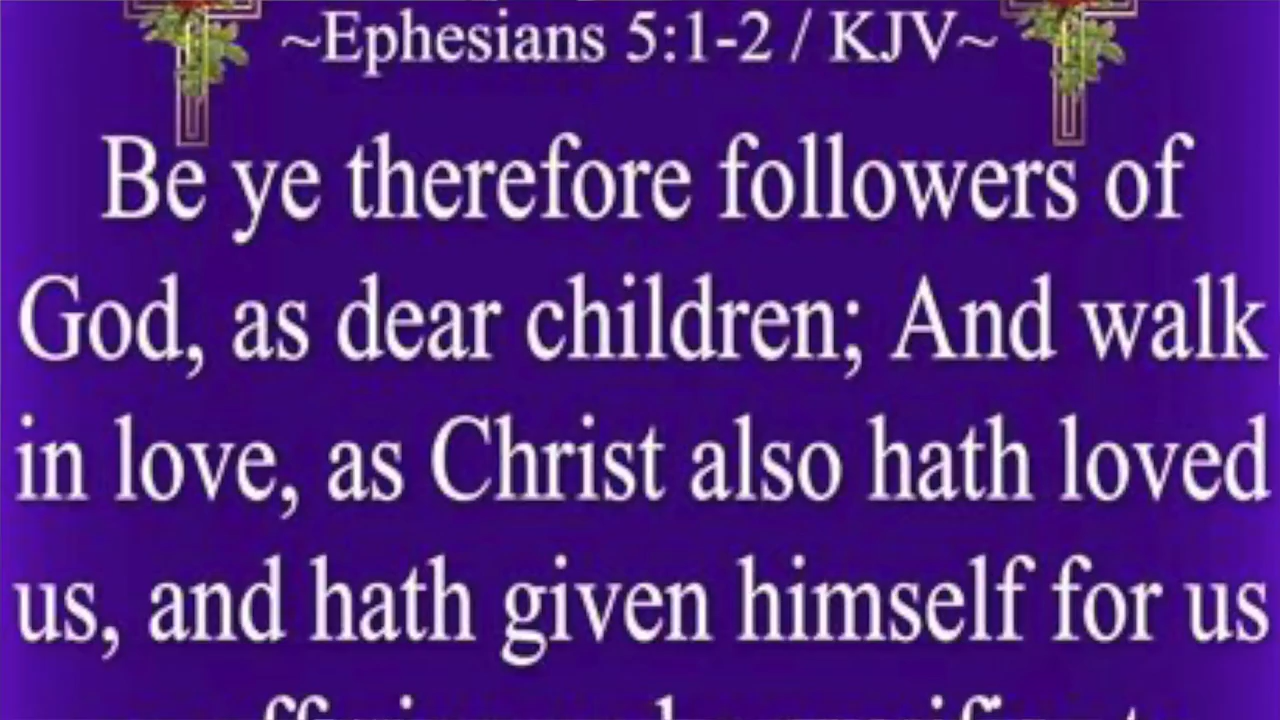 ~Ephesians 5:1-2 / KJV~
Be ye therefore followers of
God, as dear children; And walk
in love, as Christ also hath loved
us, and hath given himself for us